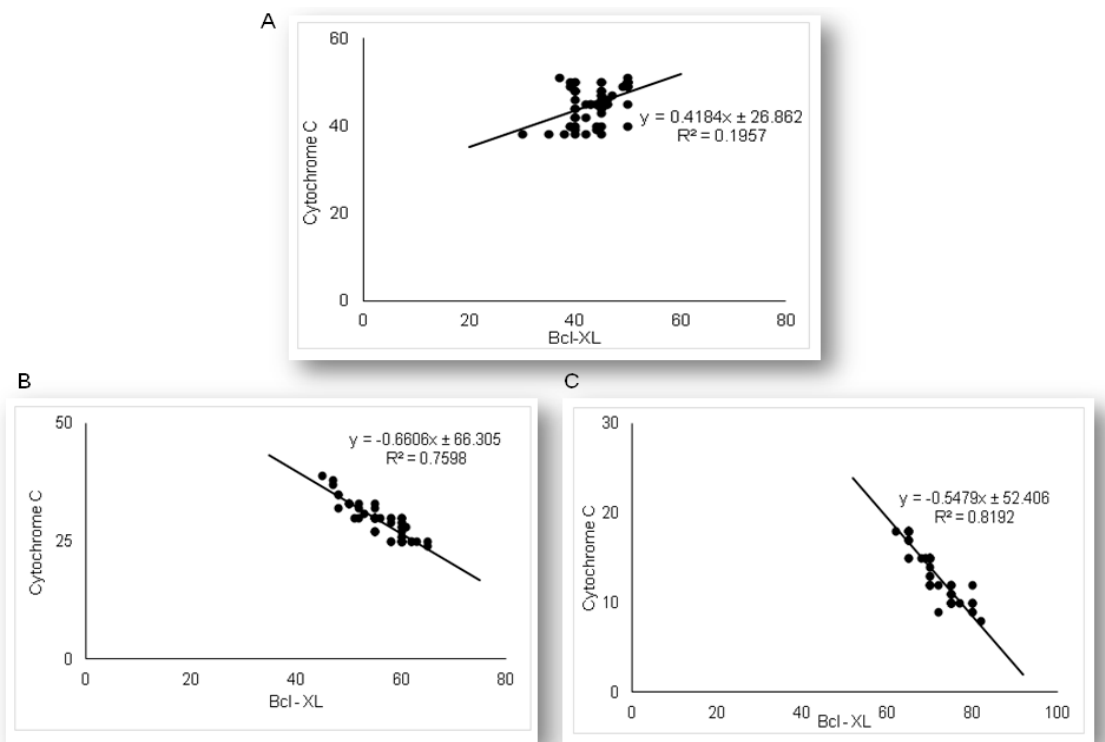 A
60
40
20
0
Cytochrome C
y = 0.4184x ± 26.862
R² = 0.1957
0 20 40 60 80
Bcl-XL
B
50
25
0
Cytochrome C
y = -0.6606x ± 66.305
R² = 0.7598
0 20 40 60 80
Bcl - XL
C
30
20
10
0
Cytochrome C
y = -0.5479x ± 52.406
R² = 0.8192
0 20 40 60 80 100
Bcl - XL